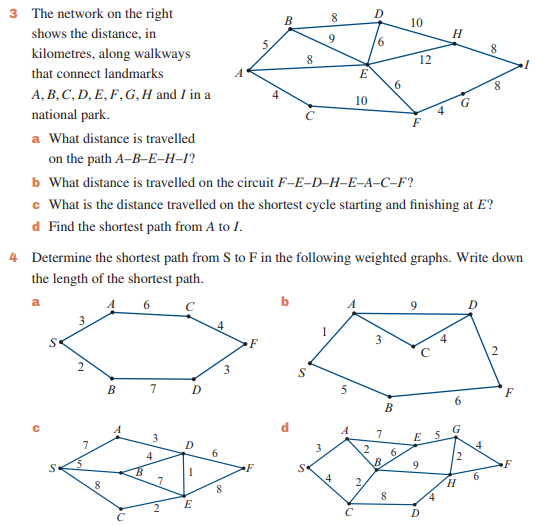 3 The network on the right
shows the distance, in
kilometres, along walkways
that connect landmarks
A, B, C, D, E, F, G, H and I in a
national park.
B 8 D 10 H
5 9 6 12 8
A 8 E I
4 6 8
10 4 G
C F
a What distance is travelled
on the path A–B–E–H–I?
b What distance is travelled on the circuit F–E–D–H–E–A–C–F?
c What is the distance travelled on the shortest cycle starting and finishing at E?
d Find the shortest path from A to I.
4 Determine the shortest path from S to F in the following weighted graphs. Write down
the length of the shortest path.
a
A 6 C
3 4
S F
2 3
B 7 D
b
A 9 D
1 3 4
C 2
S
5 F
B 6
c
A
7 3 D
4 6
S 5 B 1 F
8 7 8
2 E
C
d
A 7 E 5 G
3 2 6 4
S B 9 2 F
4 2 H 6
8 4
C D